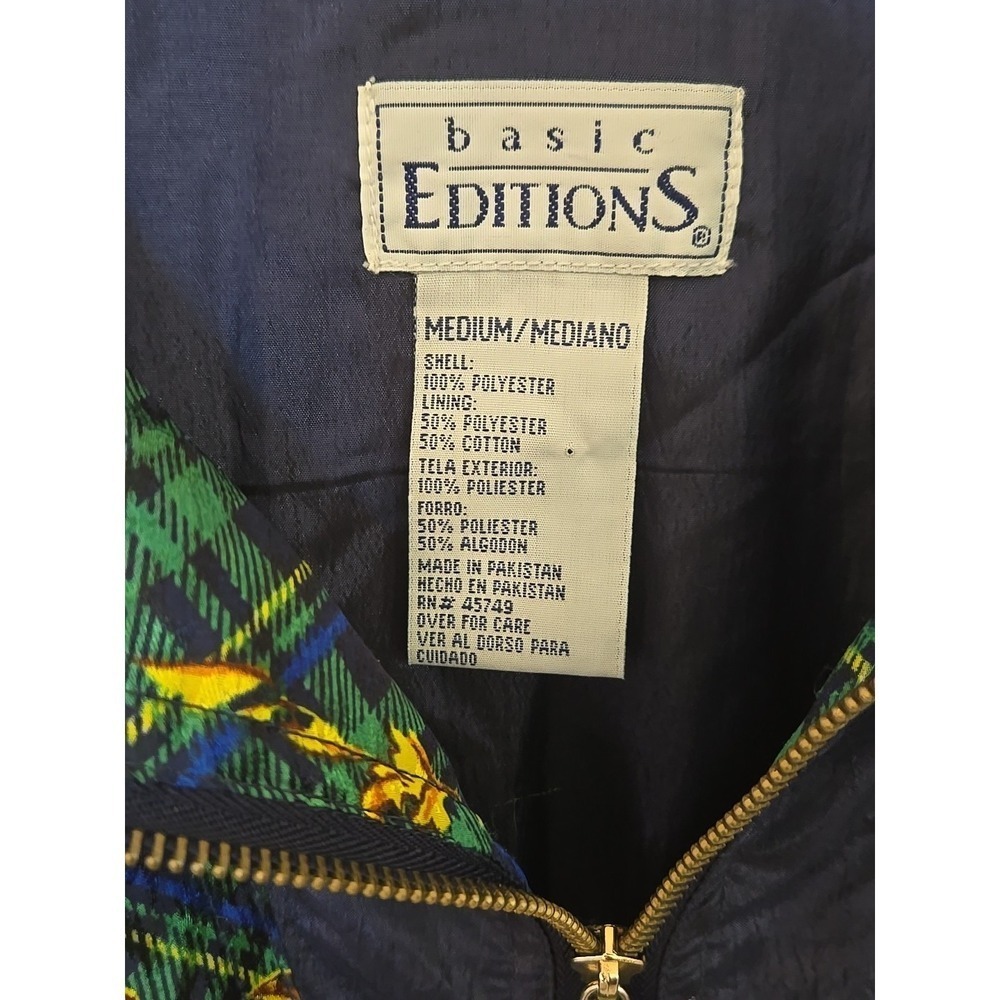 basic
EDITIONS®
MEDIUM/MEDIANO
SHELL:
100% POLYESTER
LINING:
50% POLYESTER
50% COTTON
TELA EXTERIOR:
100% POLIESTER
FORRO:
50% POLIESTER
50% ALGODON
MADE IN PAKISTAN
HECHO EN PAKISTAN
RN# 45749
OVER FOR CARE
VER AL DORSO PARA
CUIDADO